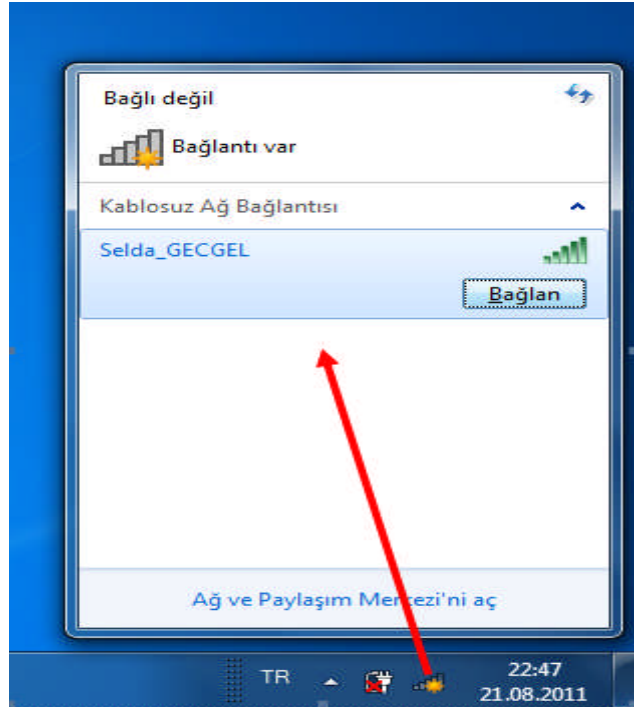 Bağlı değil
Bağlantı var
Kablosuz Ağ Bağlantısı
Selda_GECGEL
Bağlan
Ağ ve Paylaşım Merkezi'ni aç
TR
22:47
21.08.2011